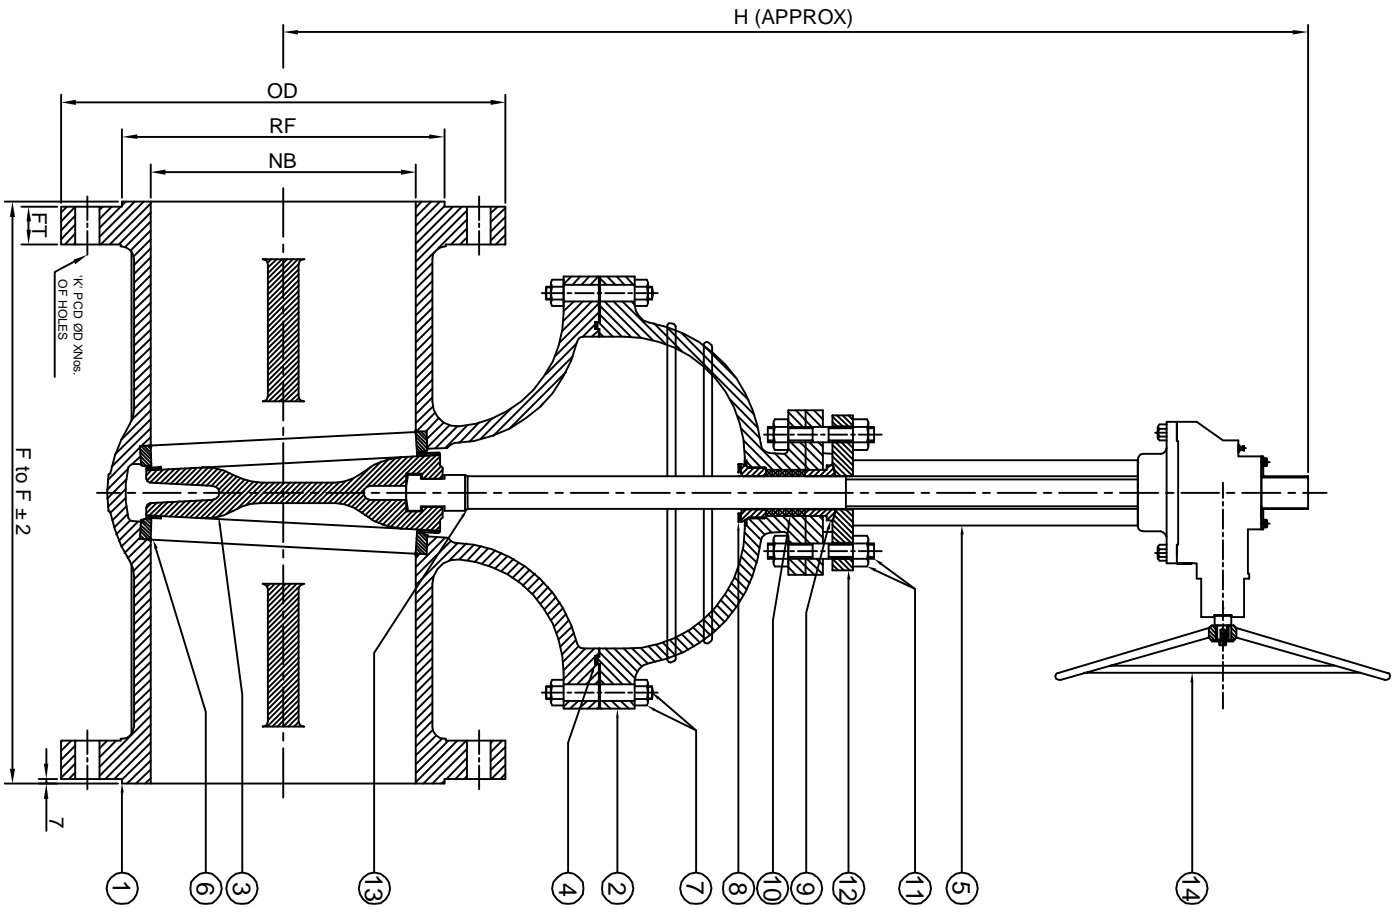 H (APPROX)
OD
RF
NB
FT
'K' PCD ØD XNos.
OF HOLES
F to F ±2
7
1
6
3
13
4
2
7
8
10
9
12
11
5
14